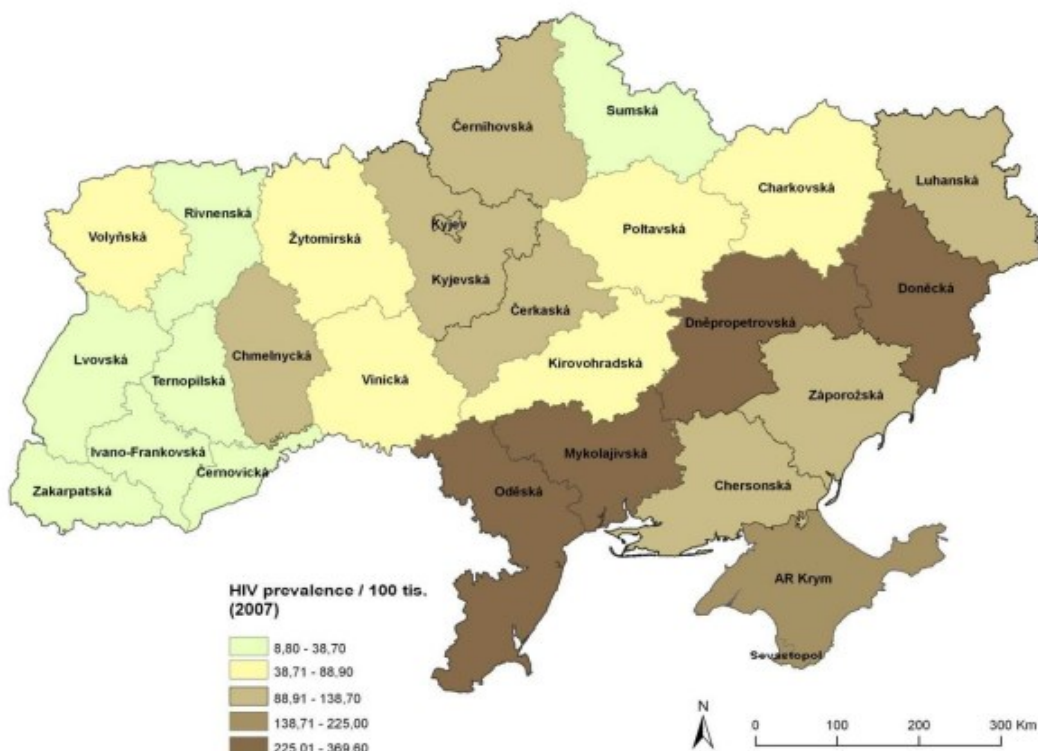 Sumská
Černihovská
Charkovská
Luhanská
Rivnenská
Volyňská
Žytomirská
Kyjev
Poltavská
Kyjevská
Doněcká
Čerkaská
Dněpropetrovská
Lvovská
Chmelnycká
Kirovohradská
Ternopilská
Vinická
Záporožská
Ivano-Frankovská
Mykolajivská
Černovická
Zakarpatská
Oděská
Chersonská
AR Krym
Sevastopol
HIV prevalence / 100 tis.
(2007)
8,80 - 38,70
38,71 - 88,90
88,91 - 138,70
138,71 - 225,00
225,01 - 369,60
N
0 100 200 300 Km